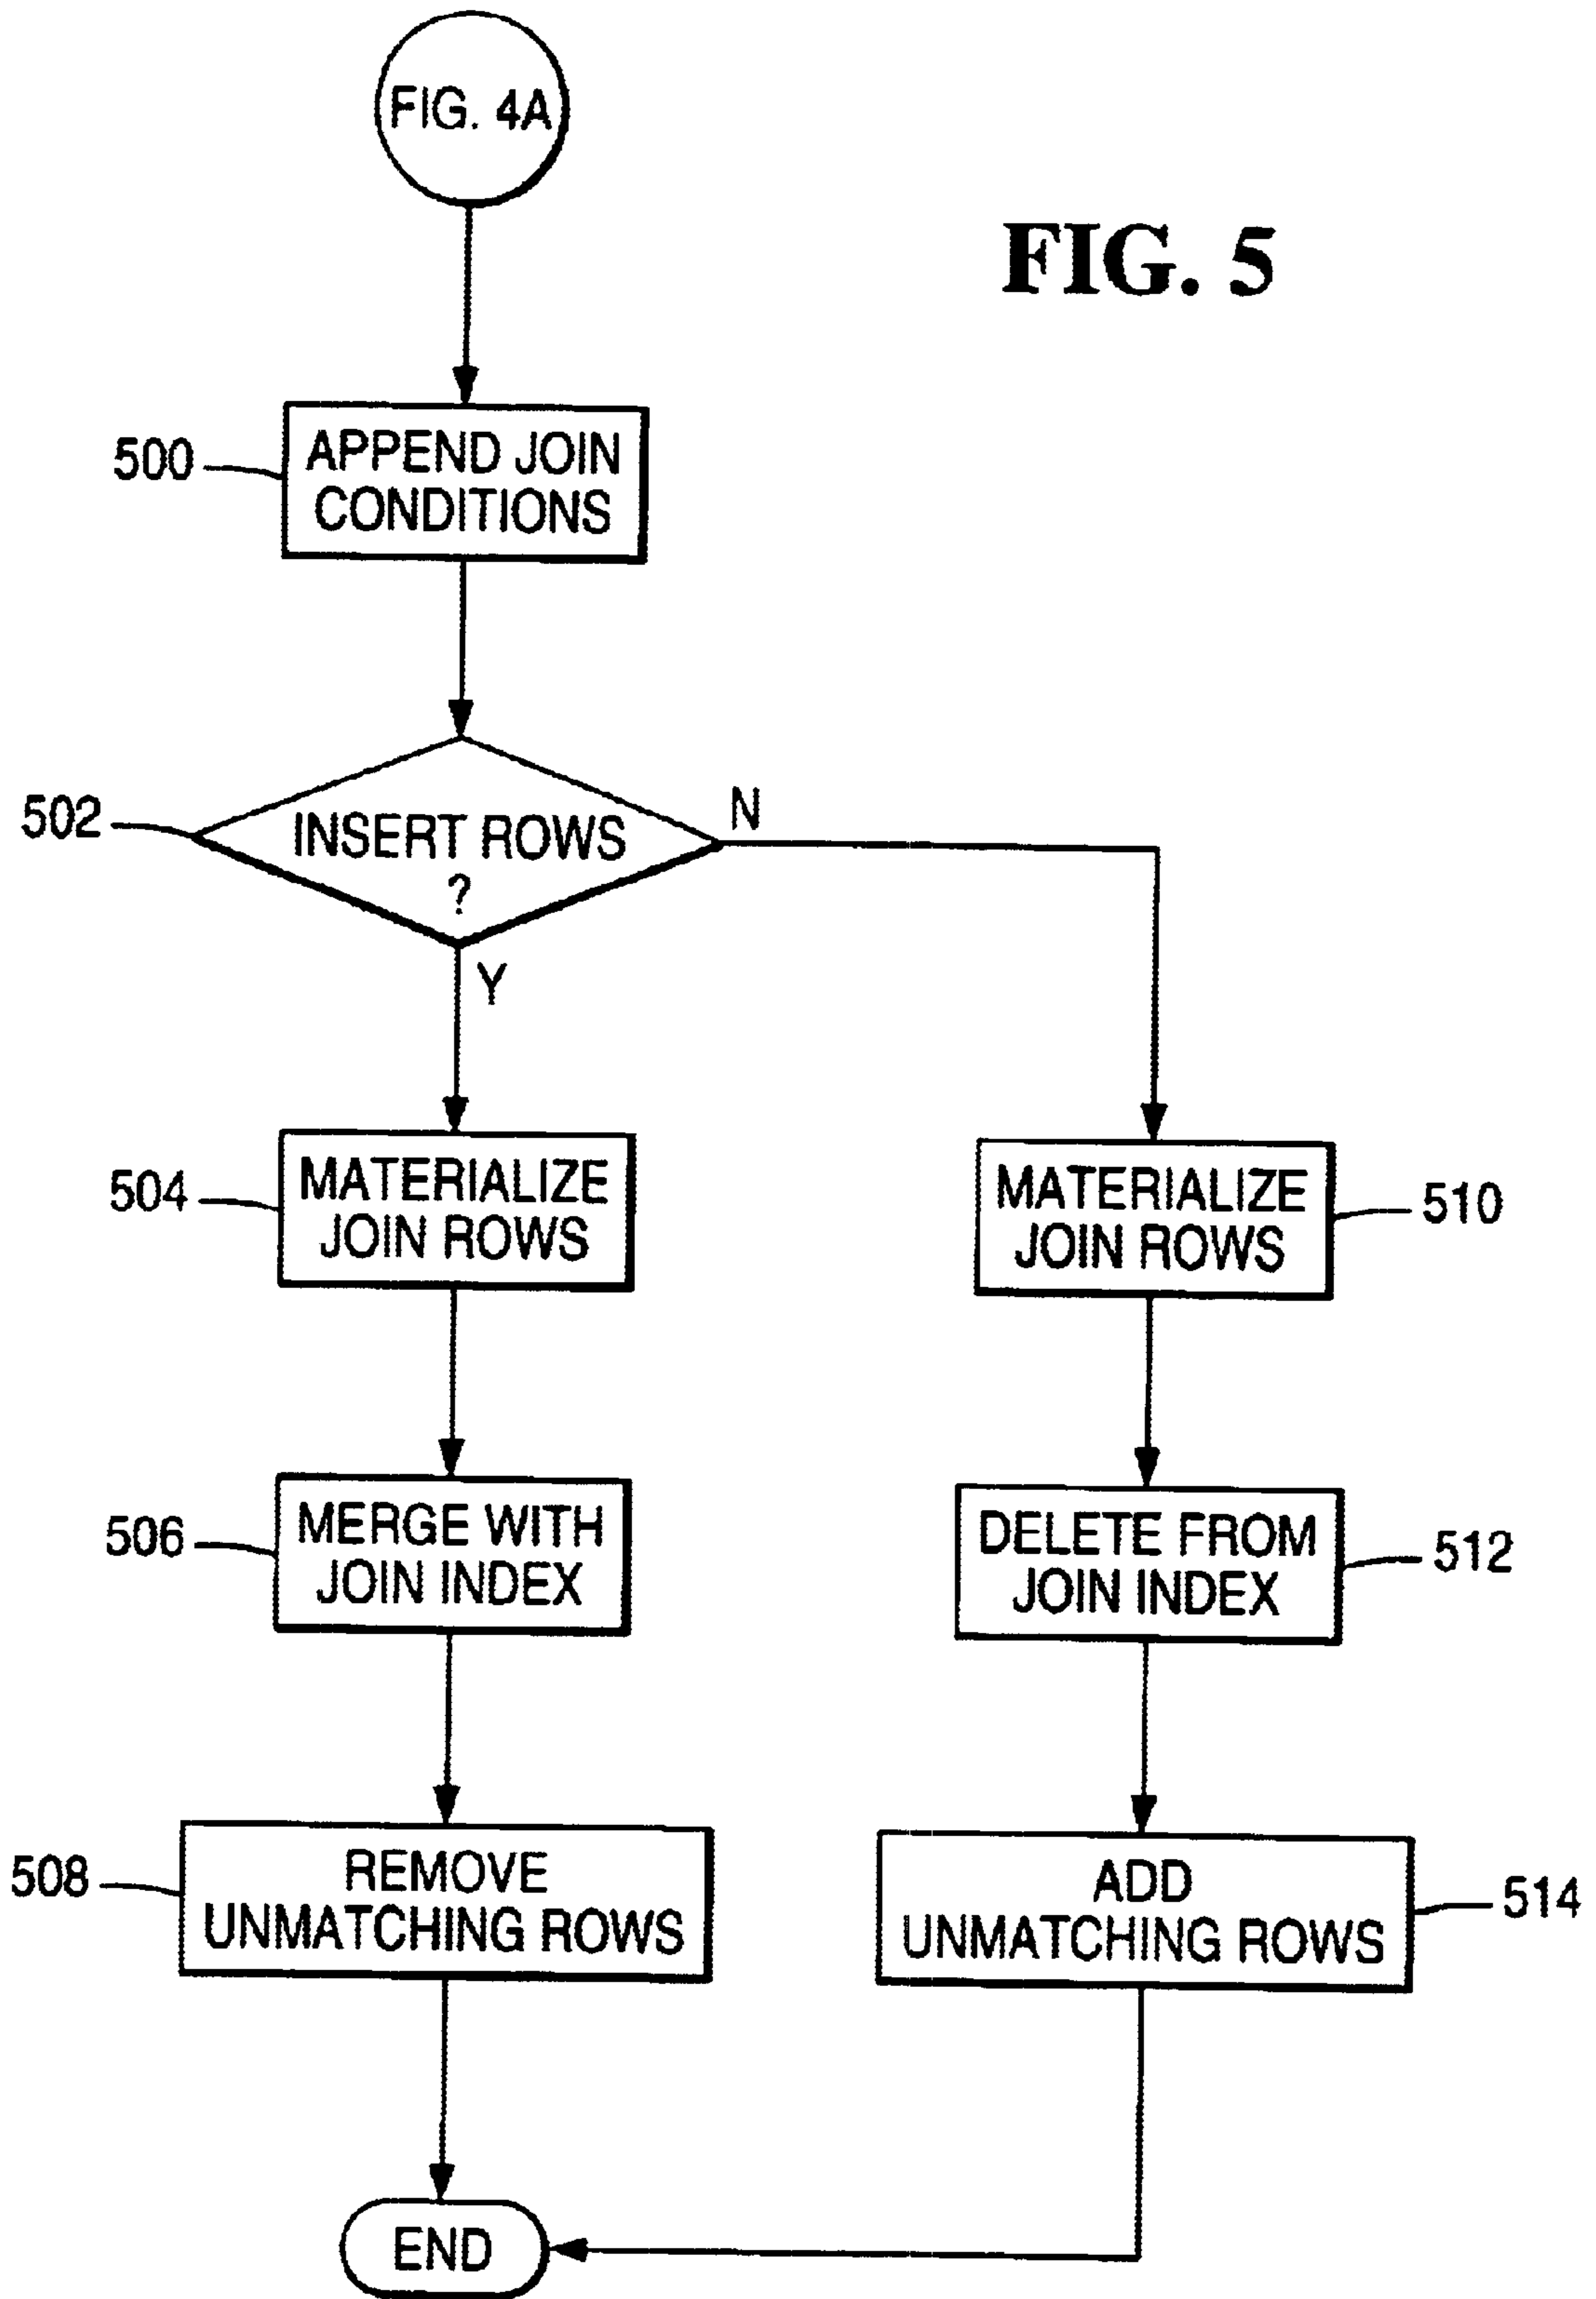 FIG. 4A
FIG. 5
500
APPEND JOIN
CONDITIONS
502
INSERT ROWS
?
N
Y
504
MATERIALIZE
JOIN ROWS
MATERIALIZE
JOIN ROWS
510
506
MERGE WITH
JOIN INDEX
DELETE FROM
JOIN INDEX
512
508
REMOVE
UNMATCHING ROWS
ADD
UNMATCHING ROWS
514
END